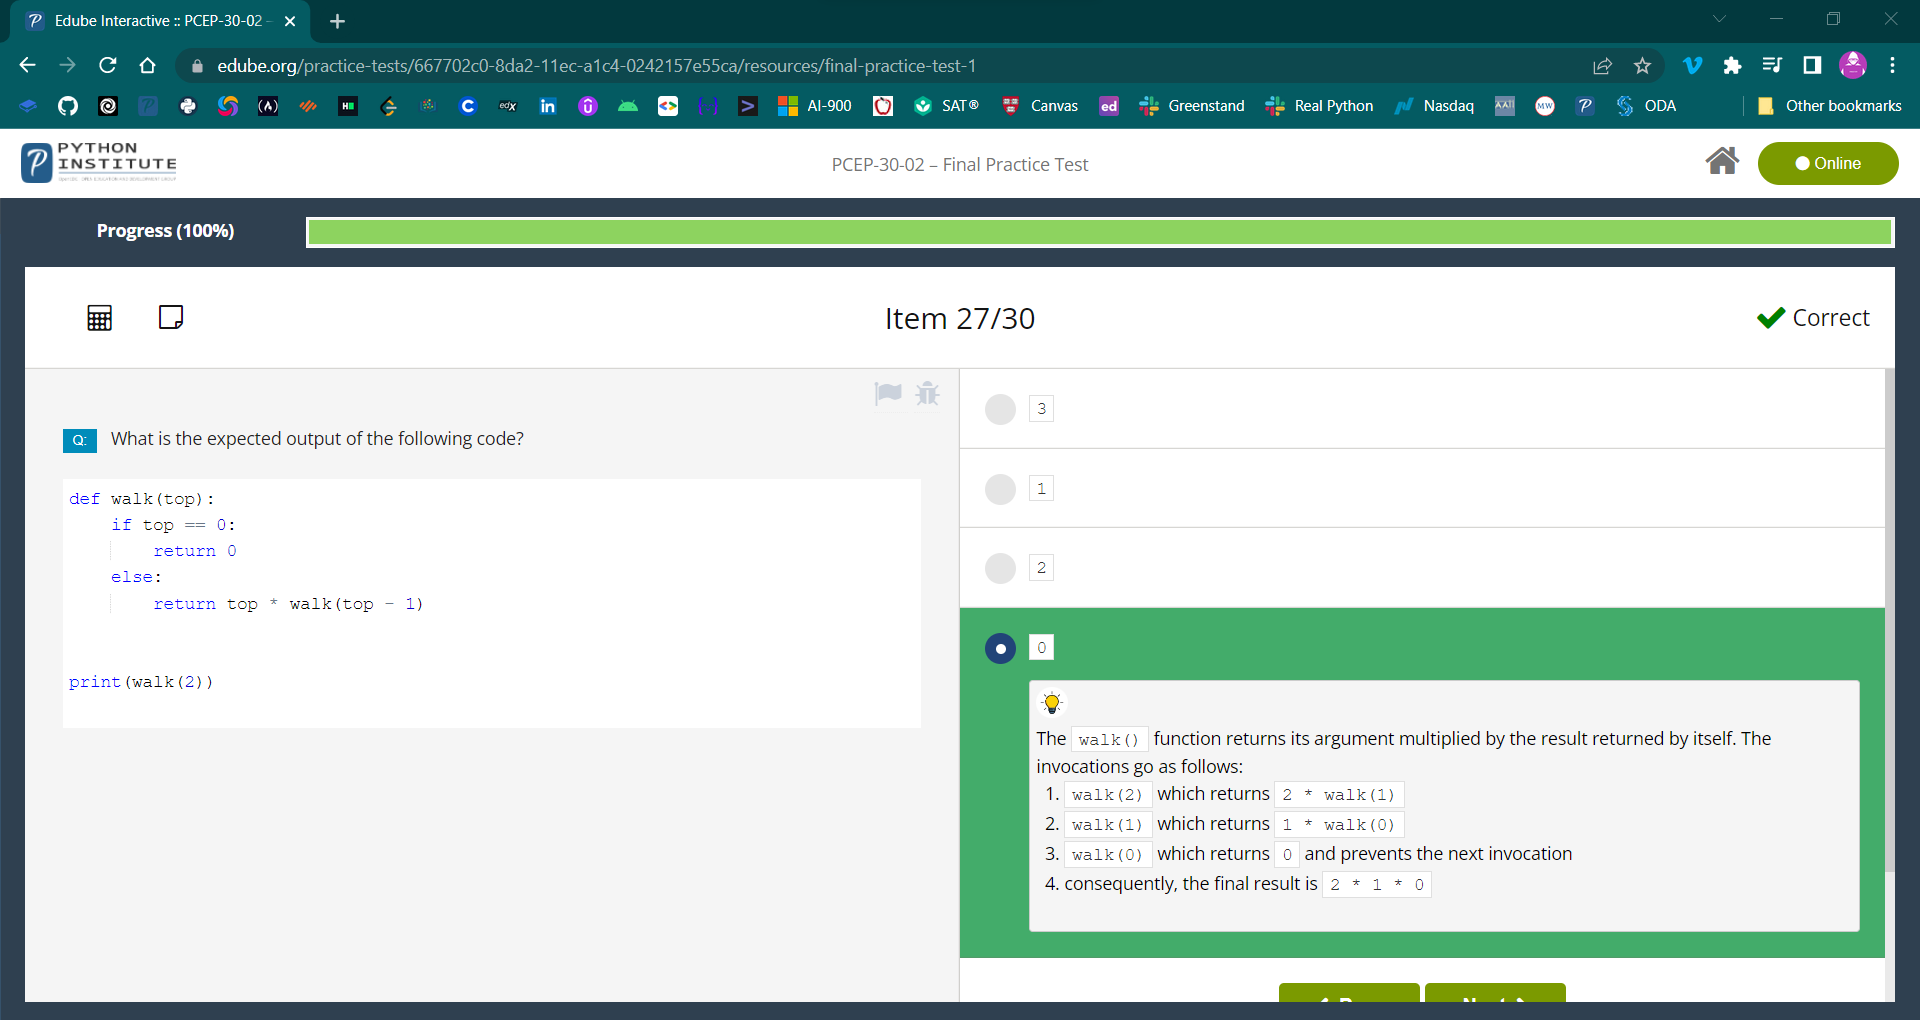 Edube Interactive :: PCEP-30-02 -
edube.org/practice-tests/667702c0-8da2-11ec-a1c4-0242157e55ca/resources/final-practice-test-1
AI-900
SAT®
Canvas
ed
Greenstand
Real Python
Nasdaq
MW
ODA
Other bookmarks
PYTHON
INSTITUTE
PCEP-30-02 – Final Practice Test
Online
Progress (100%)
Item 27/30
Correct
Q: What is the expected output of the following code?
def walk(top):
    if top == 0:
        return 0
    else:
        return top * walk(top - 1)
print(walk(2))
3
1
2
0
The walk() function returns its argument multiplied by the result returned by itself. The
invocations go as follows:
1. walk(2) which returns 2 * walk(1)
2. walk(1) which returns 1 * walk(0)
3. walk(0) which returns 0 and prevents the next invocation
4. consequently, the final result is 2 * 1 * 0